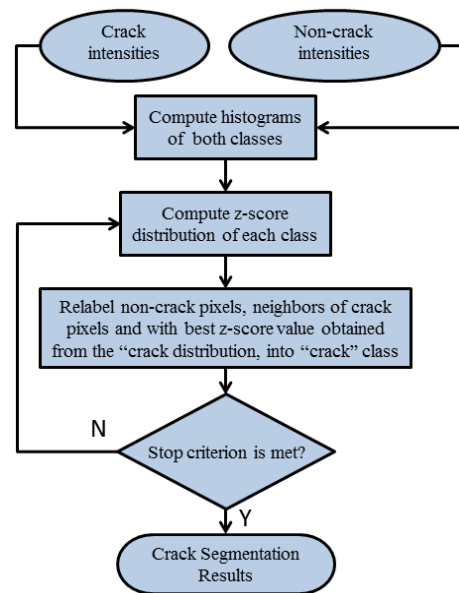 Crack
intensities
Non-crack
intensities
Compute histograms
of both classes
Compute z-score
distribution of each class
Relabel non-crack pixels, neighbors of crack
pixels and with best z-score value obtained
from the “crack distribution, into “crack” class
N
Stop criterion is met?
Y
Crack Segmentation
Results